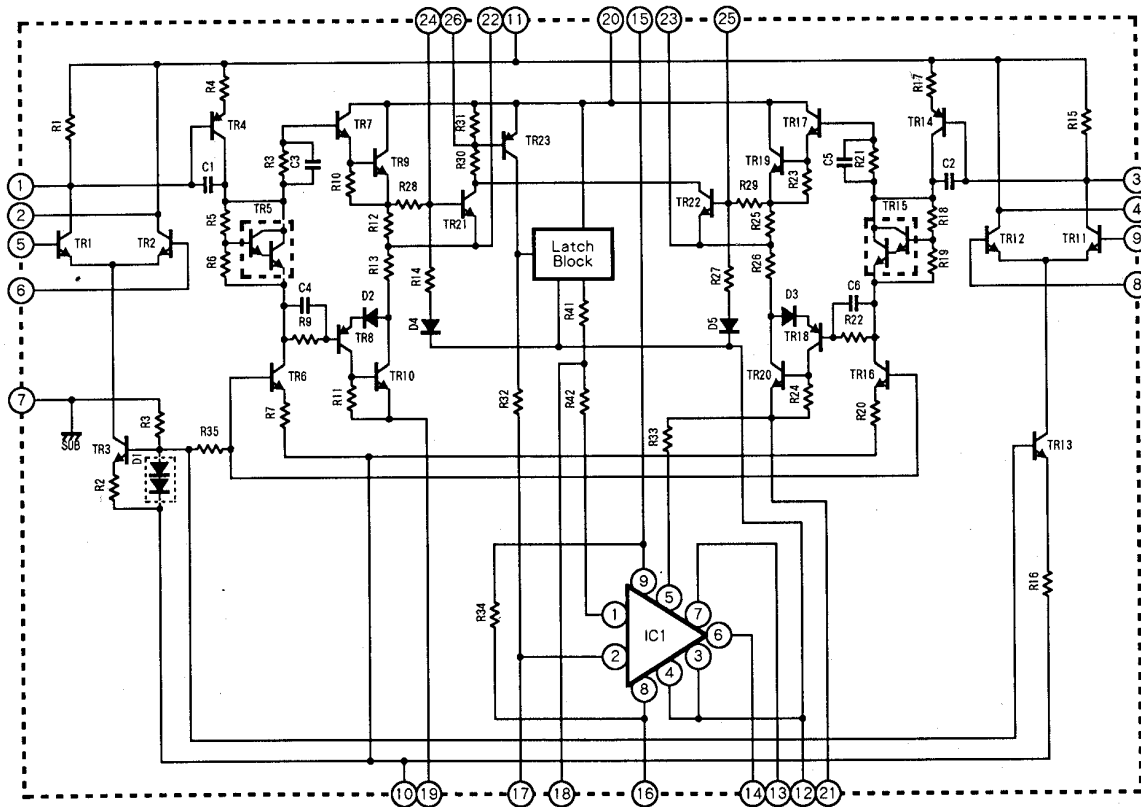 24 26 22 11 20 15 23 25
R1
R4
TR4
C1
TR7
R3
C3
R10
TR9
R31
R30
TR23
TR17
R17
TR14
R15
C5
R21
C2
TR19
R23
1
2
5
6
3
4
9
8
TR1
TR2
R5
TR5
R6
R28
R12
TR21
TR22
R29
R25
TR15
R18
R19
TR12
TR11
R13
R14
Latch
Block
R26
R27
C4
D2
R9
TR8
D4
R41
D5
D3
C6
R22
TR18
TR6
R11
TR10
TR20
R24
TR16
7
SUB
R3
R7
R32
R42
R33
R20
TR3
R35
D1
R2
TR13
R34
R16
9
5
7
1
IC1
6
2
3
4
8
10 19 17 18 16 14 13 12 21